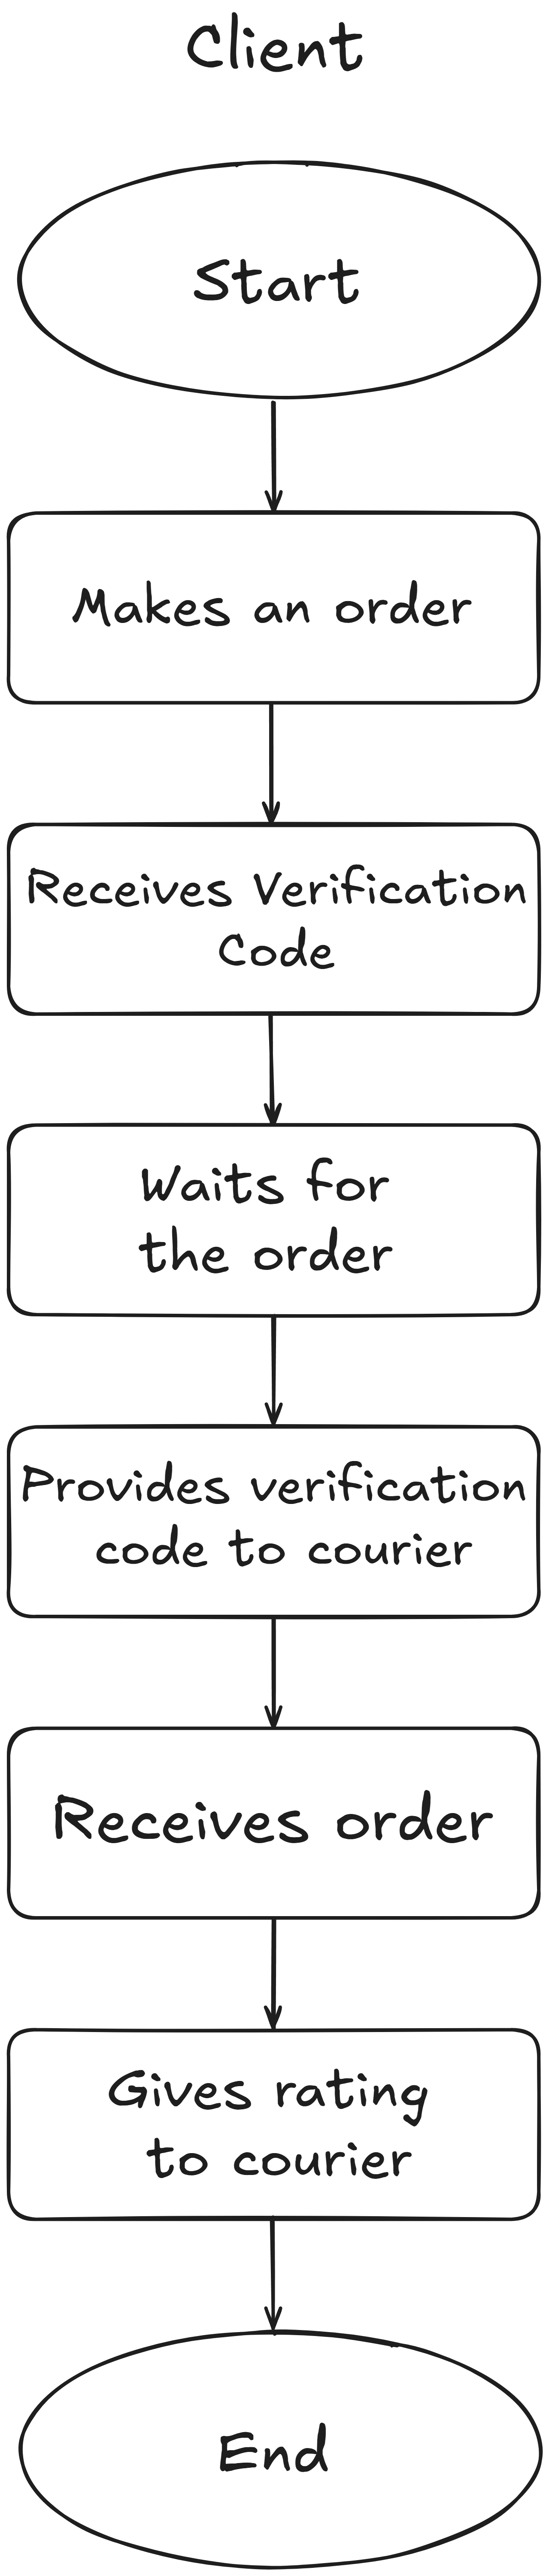 Client
Start
Makes an order
Receives Verification
Code
Waits for
the order
Provides verification
code to courier
Receives order
Gives rating
to courier
End